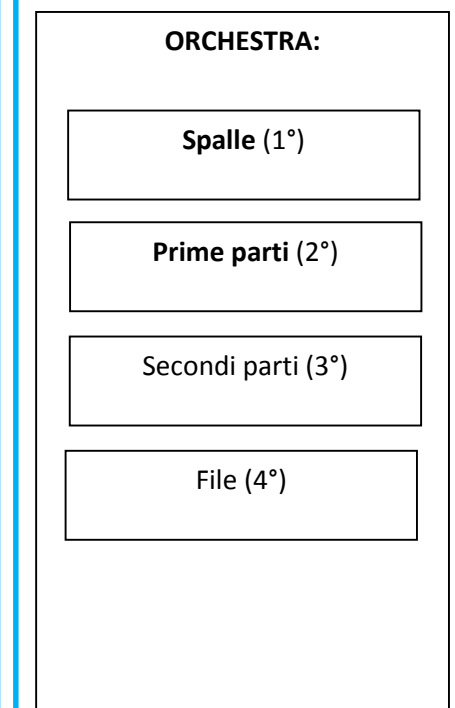 ORCHESTRA:
Spalle (1°)
Prime parti (2°)
Secondi parti (3°)
File (4°)